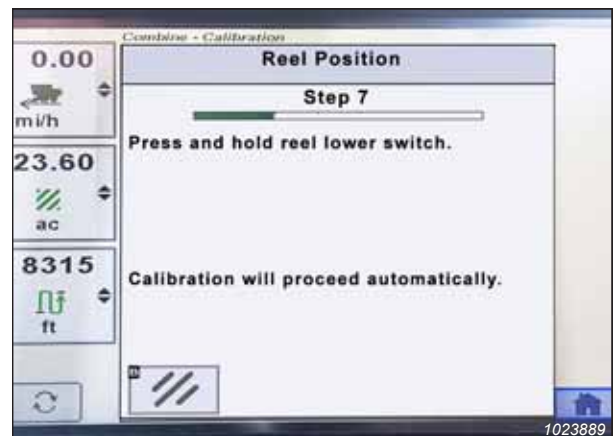 Combine - Calibration
0.00
mi/h
23.60
ac
8315
ft
Reel Position
Step 7
Press and hold reel lower switch.
Calibration will proceed automatically.
1023889